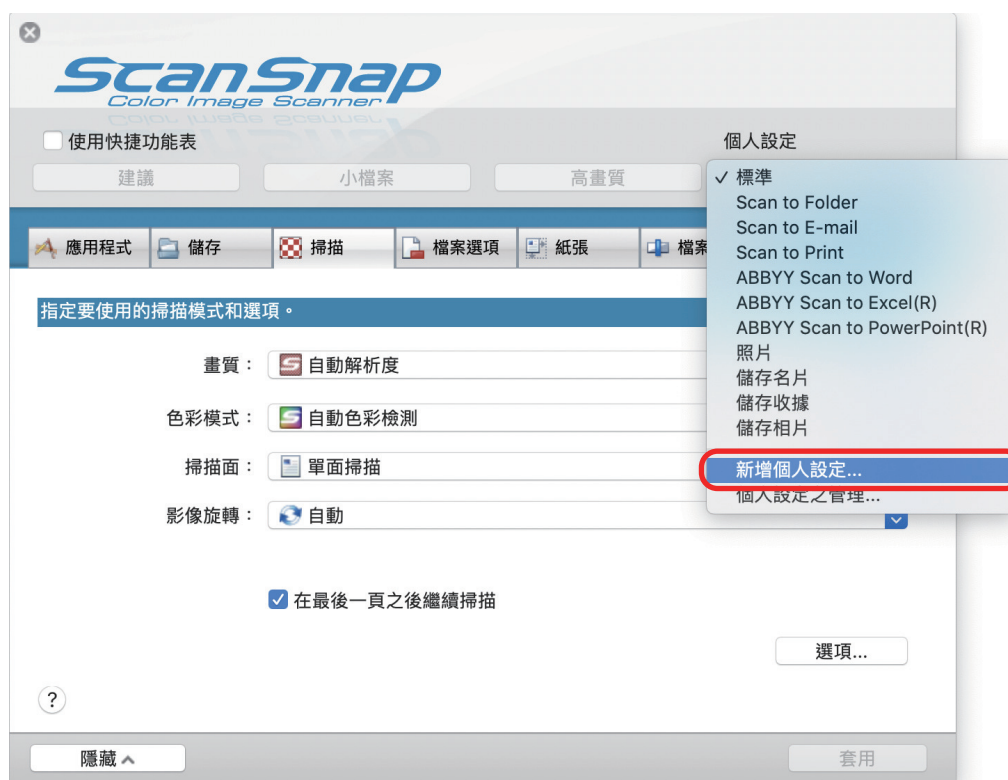 ScanSnap
Color Image Scanner
使用快捷功能表
個人設定
建議
小檔案
高畫質
✓ 標準
Scan to Folder
Scan to E-mail
Scan to Print
ABBYY Scan to Word
ABBYY Scan to Excel(R)
ABBYY Scan to PowerPoint(R)
照片
儲存名片
儲存收據
儲存相片
新增個人設定...
個人設定之管理...
應用程式
儲存
掃描
檔案選項
紙張
檔案
指定要使用的掃描模式和選項。
畫質： 自動解析度
色彩模式： 自動色彩檢測
掃描面： 單面掃描
影像旋轉： 自動
在最後一頁之後繼續掃描
選項...
?
隱藏
套用